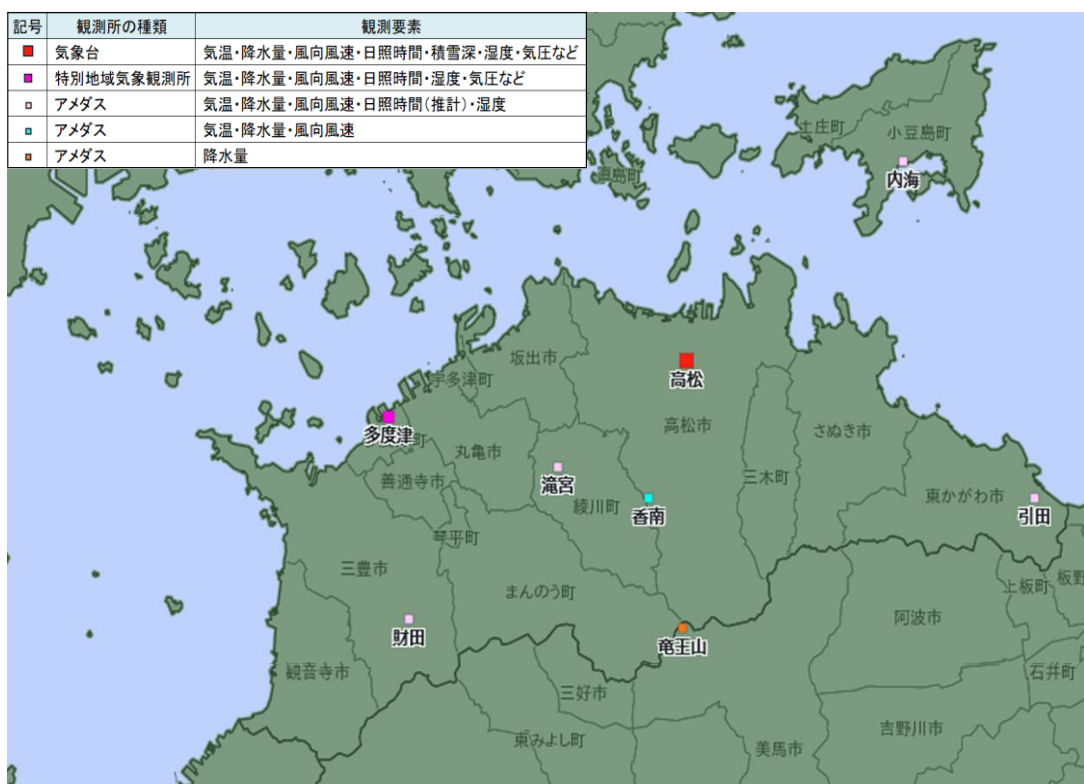 記号 観測所の種類 観測要素
気象台 気温・降水量・風向風速・日照時間・積雪深・湿度・気圧など
特別地域気象観測所 気温・降水量・風向風速・日照時間・湿度・気圧など
アメダス 気温・降水量・風向風速・日照時間(推計)・湿度
アメダス 気温・降水量・風向風速
アメダス 降水量
土庄町
小豆島町
直島町
内海
坂出市
宇多津町
高松
高松市
多度津
町
丸亀市
さぬき市
善通寺市
滝宮
三木町
綾川町
香南
東かがわ市
引田
琴平町
三豊市
まんのう町
上板町
板野
阿波市
財田
竜王山
観音寺市
石井町
三好市
吉野川市
東みよし町
美馬市